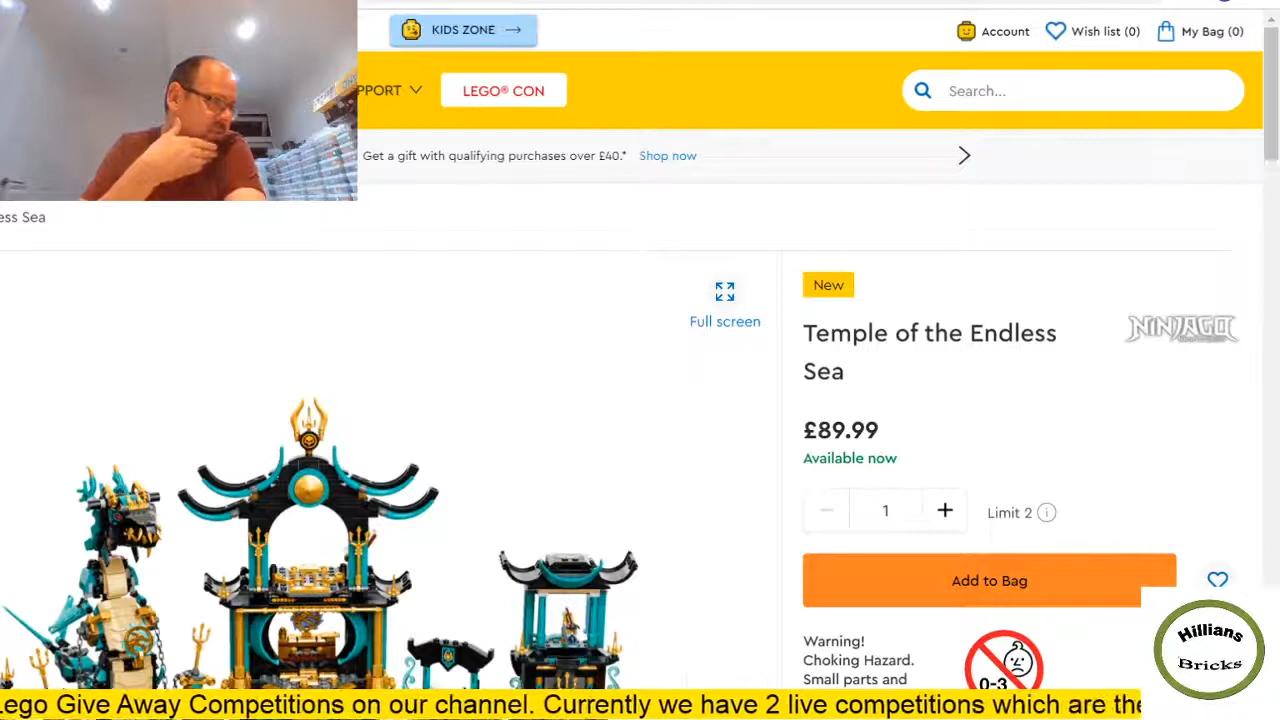 KIDS ZONE
Account
Wish list (0)
My Bag (0)
PPORT
LEGO® CON
Search...
Get a gift with qualifying purchases over £40.* Shop now
ess Sea
Full screen
New
Temple of the Endless
Sea
NINJAGO
£89.99
Available now
1
Limit 2
Add to Bag
Warning!
Choking Hazard.
Small parts and
0-3
Hillians
Bricks
Lego Give Away Competitions on our channel. Currently we have 2 live competitions which are the